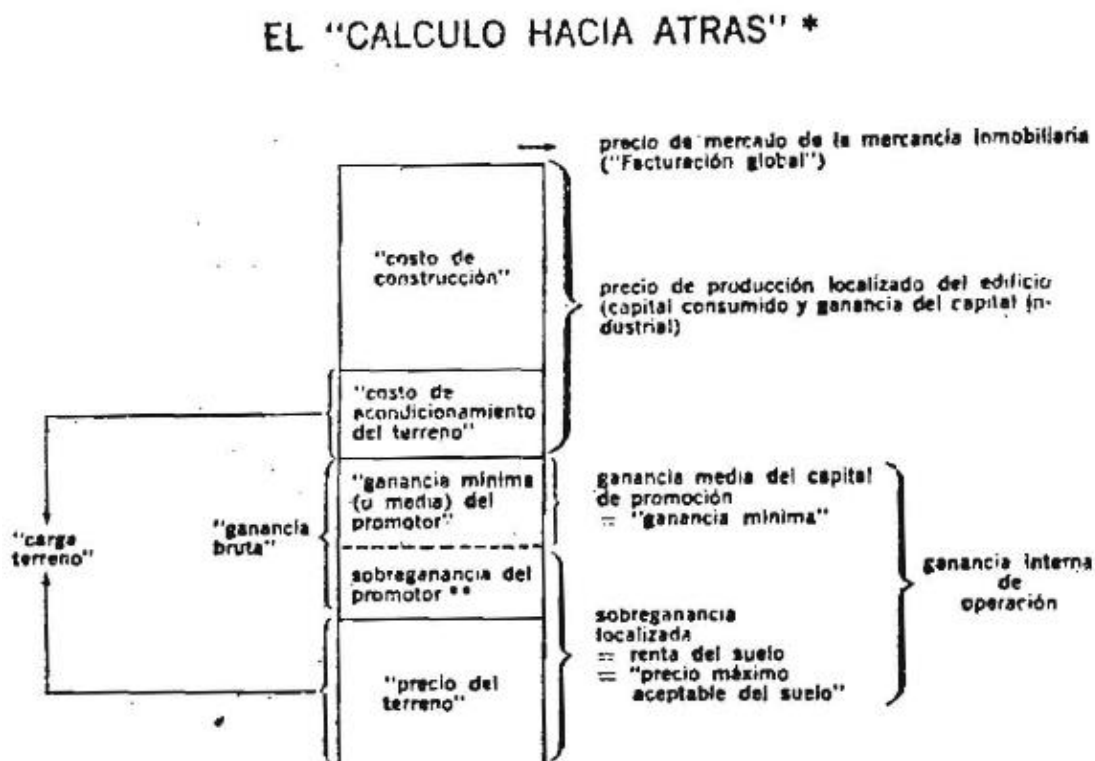 EL "CALCULO HACIA ATRAS" *
precio de mercado de la mercancía inmobiliaria
("Facturación global")
"costo de
construcción"
precio de producción localizado del edificio
(capital consumido y ganancia del capital in-
dustrial)
"costo de
acondicionamiento
del terreno"
"ganancia mínima
(o media) del
promotor"
ganancia media del capital
de promoción
= "ganancia mínima"
"carga
terreno"
"ganancia
bruta"
sobreganancia del
promotor **
ganancia interna
de
operación
sobreganancia
localizada
= renta del suelo
= "precio máximo
aceptable del suelo"
"precio del
terreno"